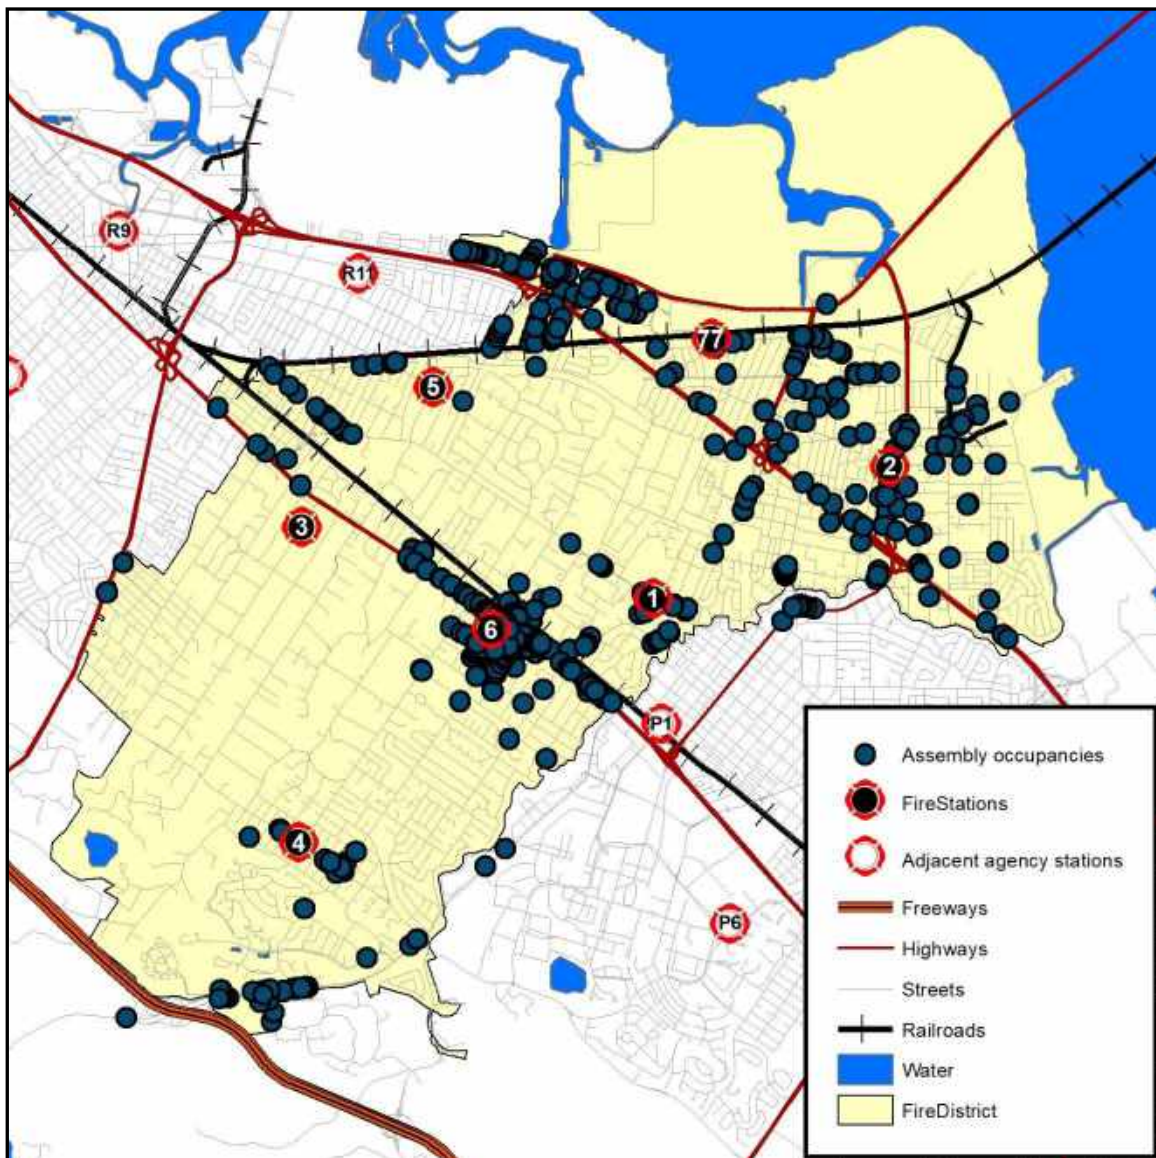 R9
R11
77
5
2
3
1
6
P1
4
P6
Assembly occupancies
FireStations
Adjacent agency stations
Freeways
Highways
Streets
Railroads
Water
FireDistrict